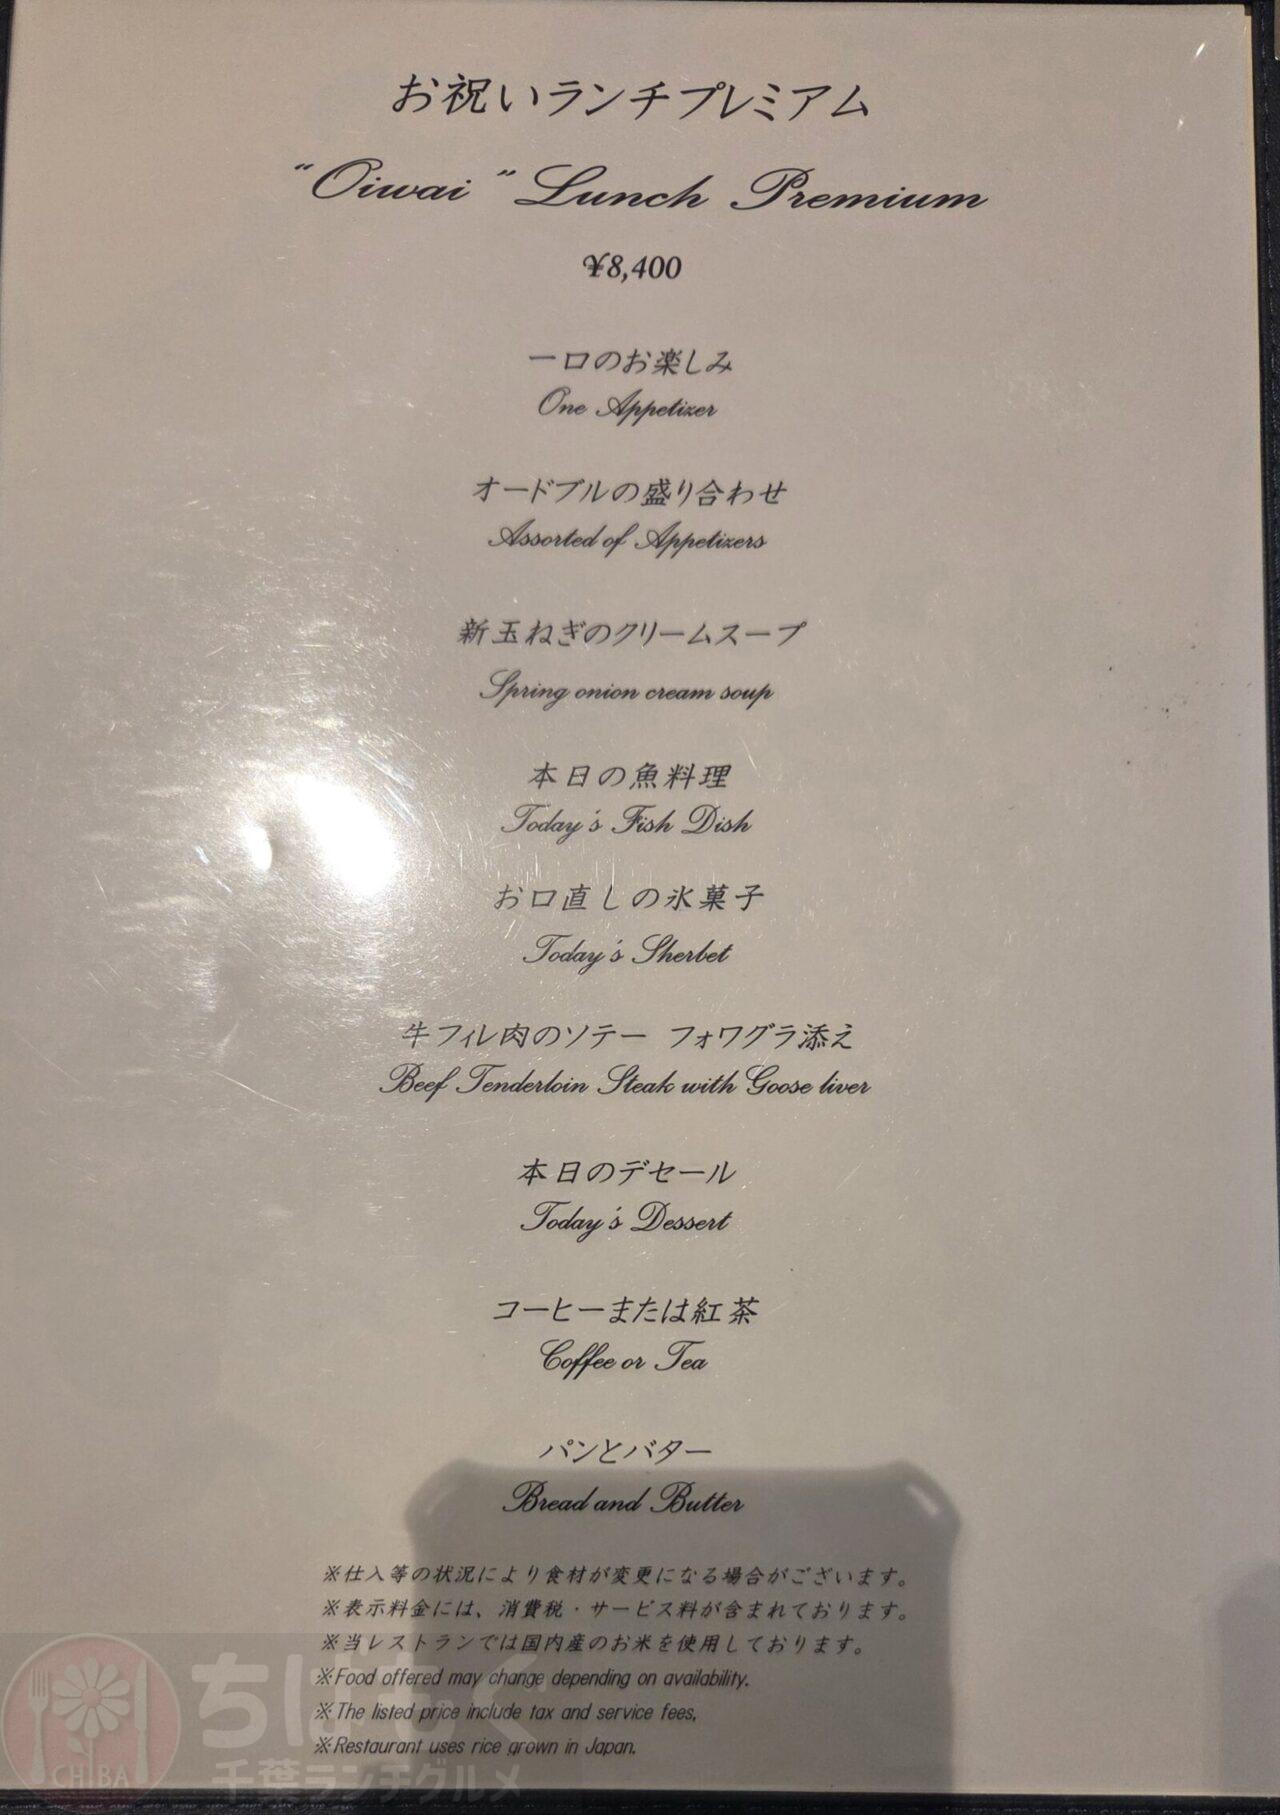 お祝いランチプレミアム
"Oiwai" Lunch Premium
¥8,400
一口のお楽しみ
One Appetizer
オードブルの盛り合わせ
Assorted of Appetizers
新玉ねぎのクリームスープ
Spring onion cream soup
本日の魚料理
Today's Fish Dish
お口直しの氷菓子
Today's Sherbet
牛フィレ肉のソテー フォワグラ添え
Beef Tenderloin Steak with Goose liver
本日のデセール
Today's Dessert
コーヒーまたは紅茶
Coffee or Tea
パンとバター
Bread and Butter
※仕入等の状況により食材が変更になる場合がございます。
※表示料金には、消費税・サービス料が含まれております。
※当レストランでは国内産のお米を使用しております。
※Food offered may change depending on availability.
※The listed price include tax and service fees,
※Restaurant uses rice grown in Japan.
CHIBA
ちばもぐ
千葉ランチグルメ